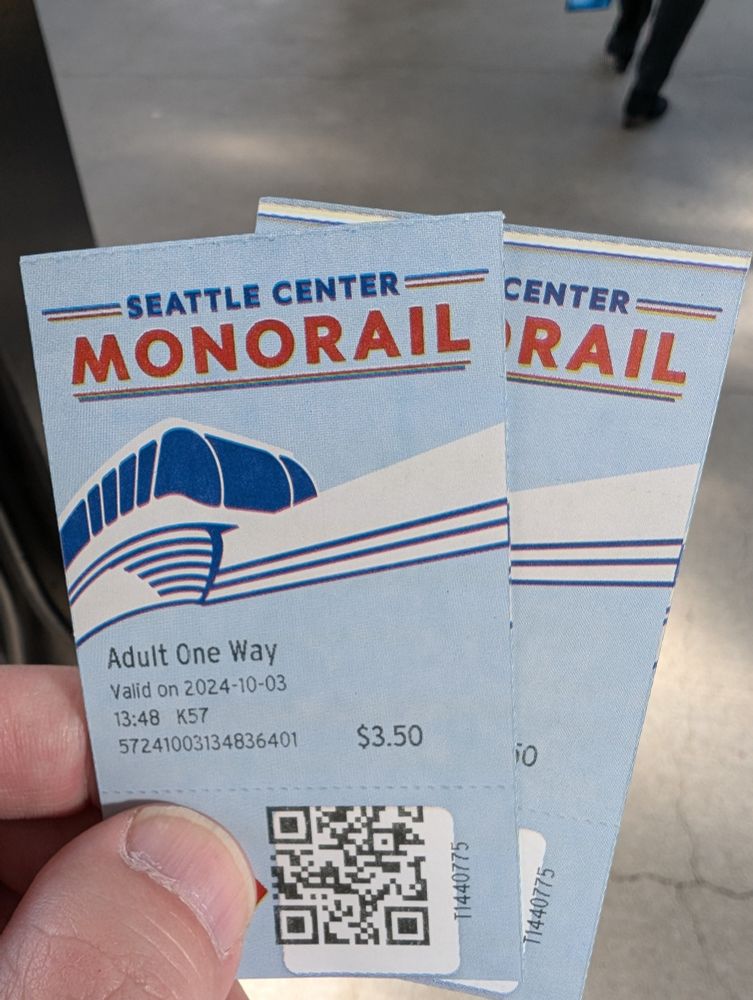 SEATTLE CENTER
MONORAIL
Adult One Way
Valid on 2024-10-03
13:48 K57
57241003134836401
$3.50
T1440775
CENTER
RAIL
50
T1440775